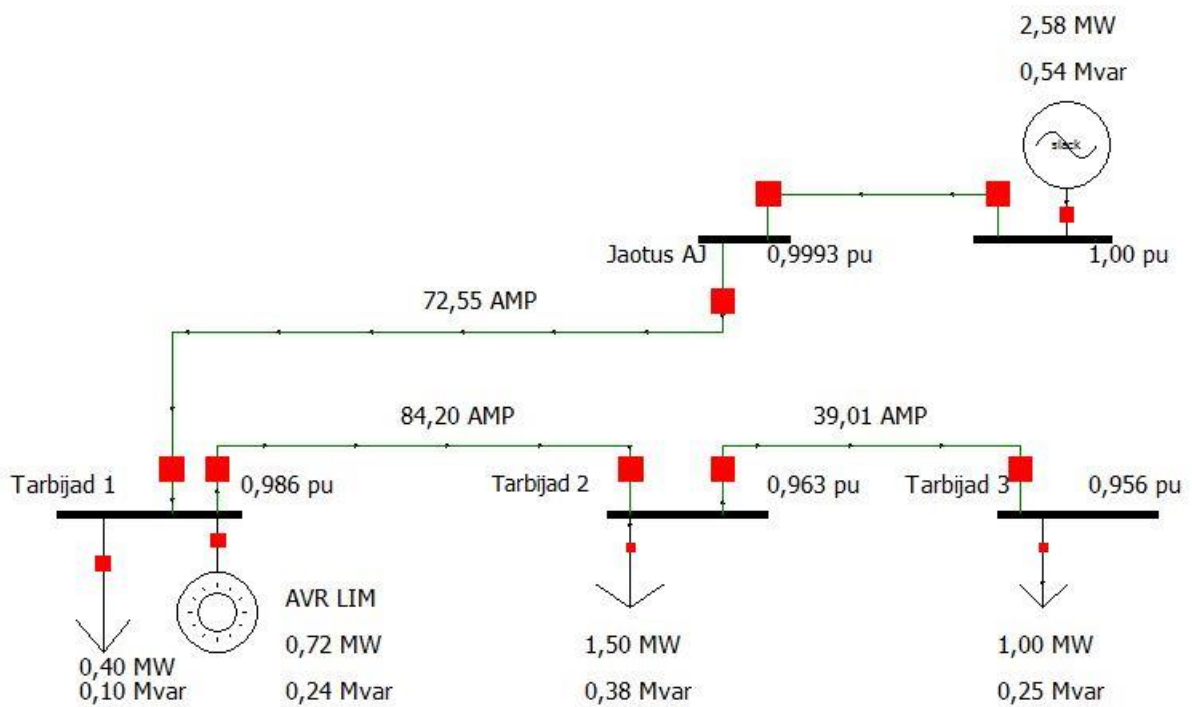 2,58 MW
0,54 Mvar
slack
Jaotus AJ
0,9993 pu
1,00 pu
72,55 AMP
84,20 AMP
39,01 AMP
Tarbijad 1
0,986 pu
Tarbijad 2
0,963 pu
Tarbijad 3
0,956 pu
AVR LIM
0,72 MW
0,24 Mvar
0,40 MW
0,10 Mvar
1,50 MW
0,38 Mvar
1,00 MW
0,25 Mvar